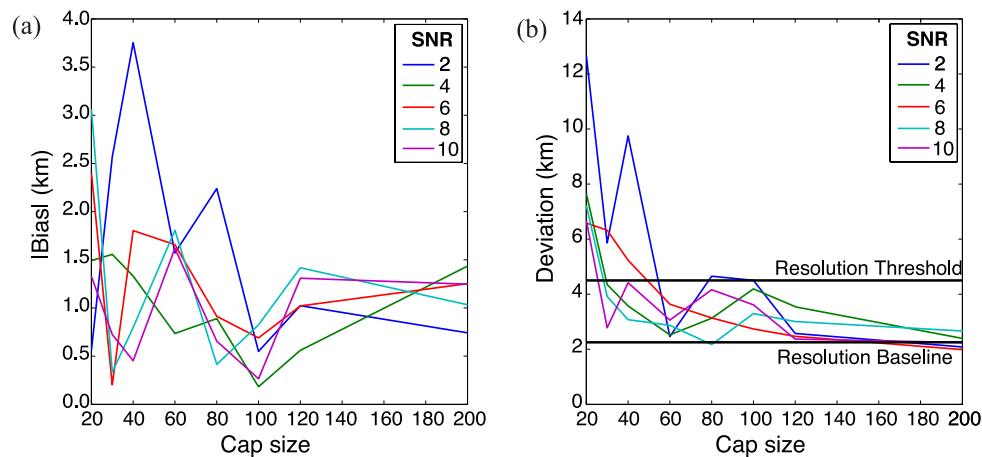 (a)
4.0
3.5
3.0
2.5
2.0
1.5
1.0
0.5
0.0
|Bias| (km)
20 40 60 80 100 120 140 160 180 200
Cap size
SNR
2
4
6
8
10
(b)
14
12
10
8
6
4
2
0
Deviation (km)
20 40 60 80 100 120 140 160 180 200
Cap size
SNR
2
4
6
8
10
Resolution Threshold
Resolution Baseline